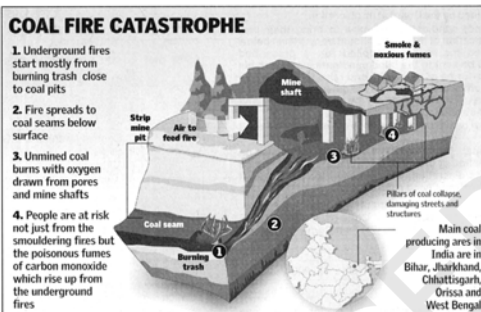 COAL FIRE CATASTROPHE
1. Underground fires
start mostly from
burning trash close
to coal pits
2. Fire spreads to
coal seams below
surface
3. Unmined coal
burns with oxygen
drawn from pores
and mine shafts
4. People are at risk
not just from the
smouldering fires but
the poisonous fumes
of carbon monoxide
which rise up from
the underground
fires
Smoke &
noxious fumes
Mine
shaft
Strip
mine
pit
Air to
feed fire
4
3
Pillars of coal collapse,
damaging streets and
structures
Coal seam
2
1
Burning
trash
Main coal
producing ares in
India are in
Bihar, Jharkhand,
Chhattisgarh,
Orissa and
West Bengal